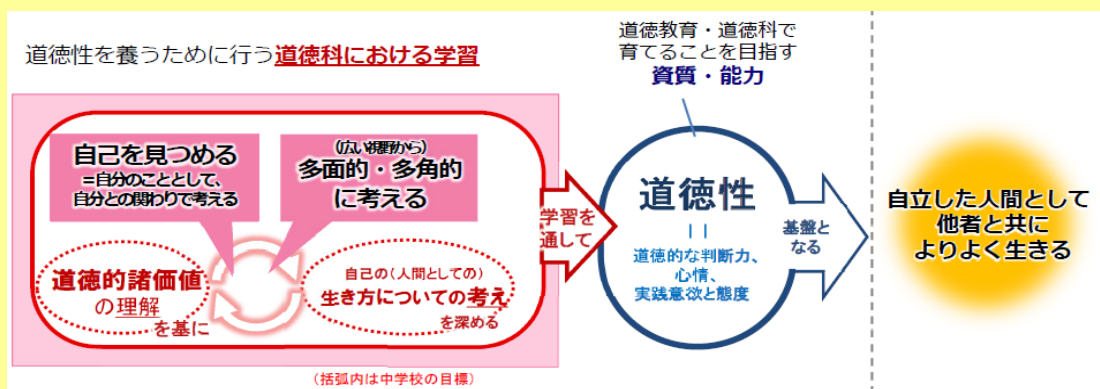 道徳性を養うために行う道徳科における学習
自己を見つめる
=自分のこととして、
自分との関わりで考える
(広い視野から)
多面的・多角的
に考える
道徳的諸価値
の理解
を基に
自己の(人間としての)
生き方についての考え
を深める
(括弧内は中学校の目標)
学習を
通して
道徳教育・道徳科で
育てることを目指す
資質・能力
道徳性
=
道徳的な判断力、
心情、
実践意欲と態度
基盤と
なる
自立した人間として
他者と共に
よりよく生きる